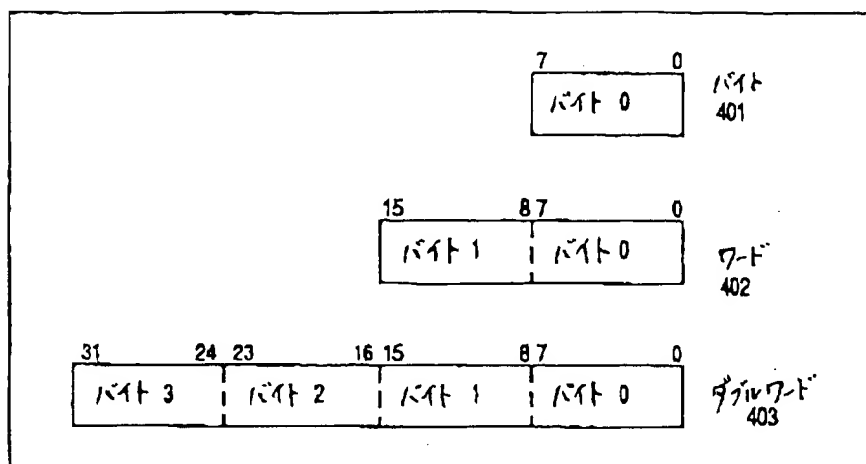 7 0
バイト 0
バイト
401
15 8 7 0
バイト 1 バイト 0
ワード
402
31 24 23 16 15 8 7 0
バイト 3 バイト 2 バイト 1 バイト 0
ダブルワード
403